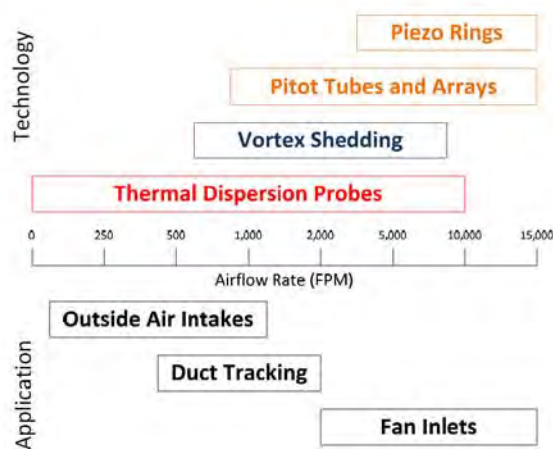 Technology
Piezo Rings
Pitot Tubes and Arrays
Vortex Shedding
Thermal Dispersion Probes
0 250 500 1,000 2,000 5,000 10,000 15,000
Airflow Rate (FPM)
Application
Outside Air Intakes
Duct Tracking
Fan Inlets